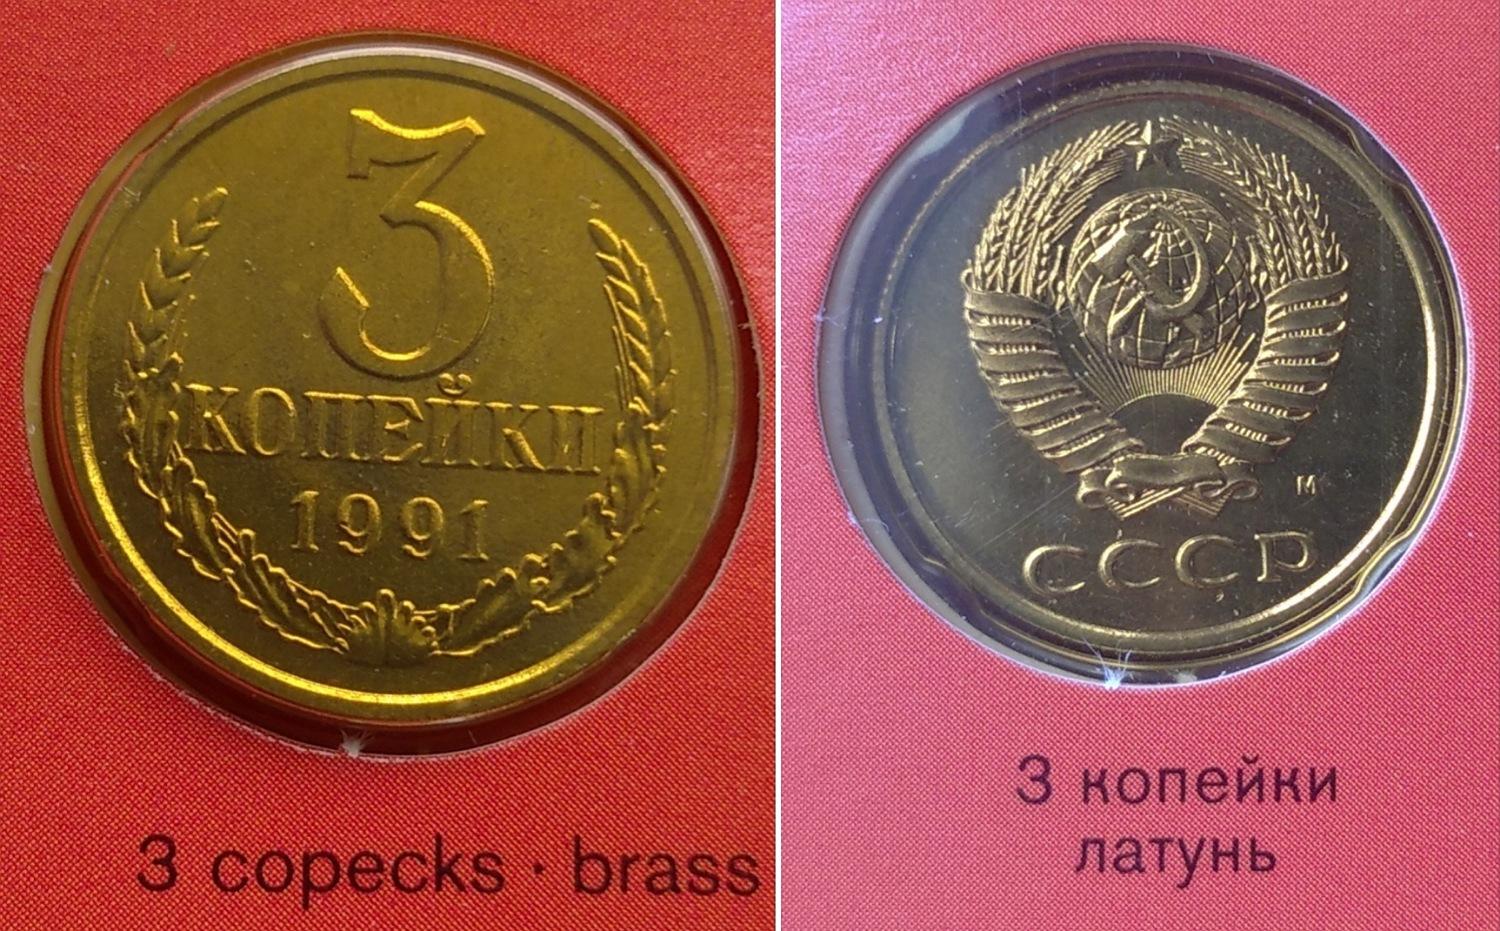 3
КОПЕЙКИ
1991
3 copecks · brass
М
СССР
3 копейки
латунь